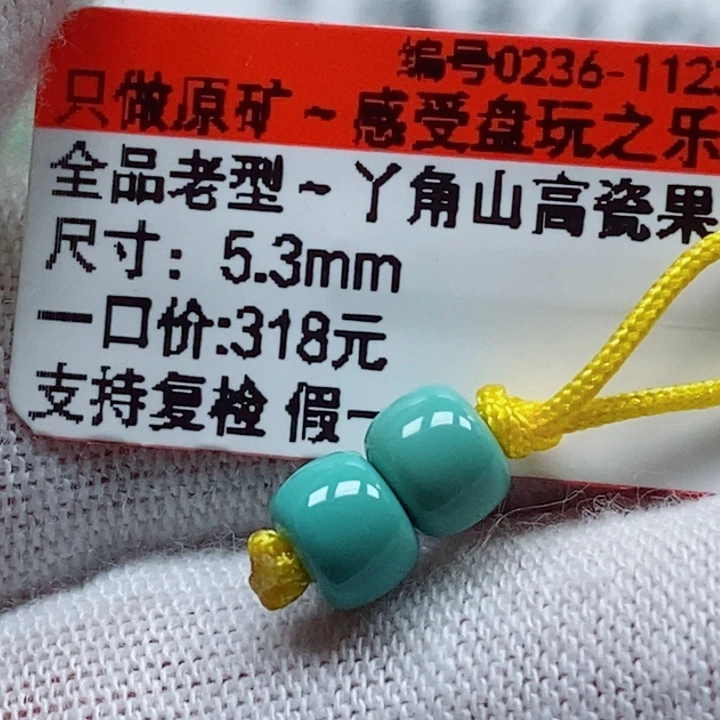 编号0236-112
只做原矿~感受盘玩之乐
全品老型~丫角山高瓷果
尺寸：5.3mm
一口价:318元
支持复检 假一